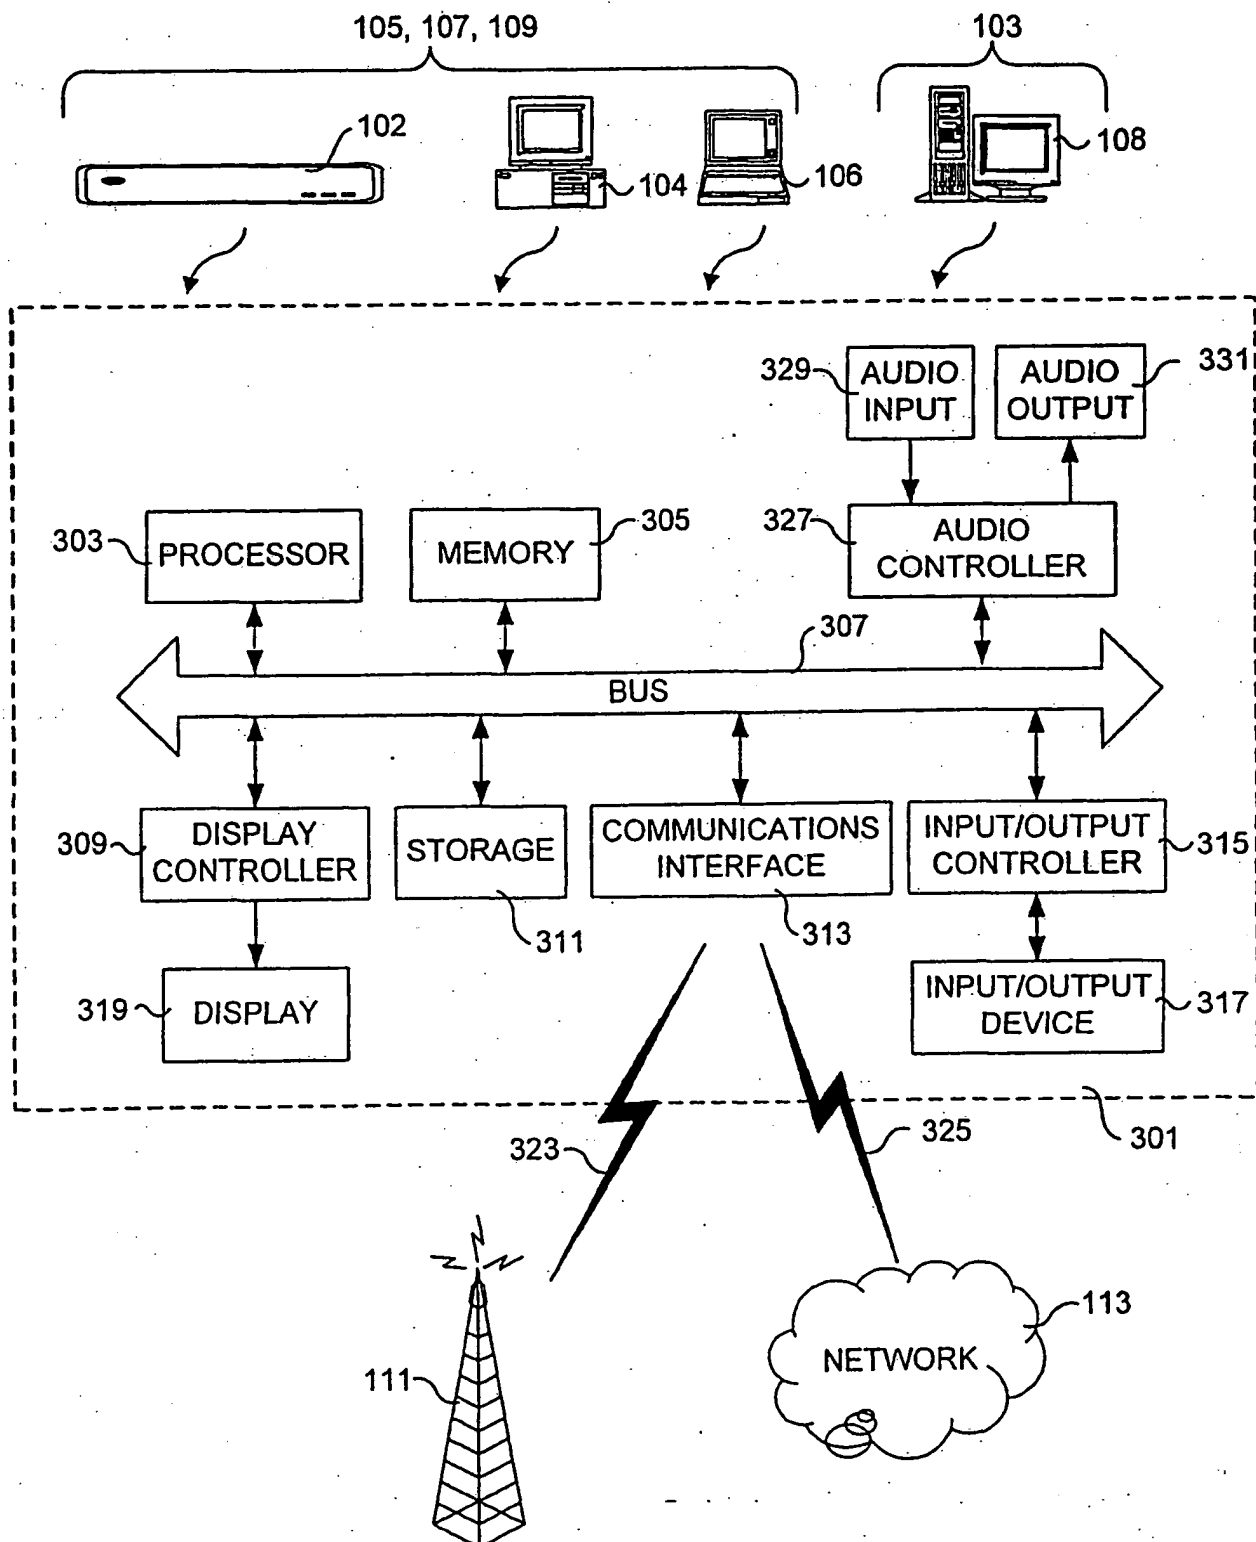 105, 107, 109
103
102
104
106
108
329
AUDIO
INPUT
AUDIO
OUTPUT
331
303
PROCESSOR
MEMORY
305
327
AUDIO
CONTROLLER
307
BUS
309
DISPLAY
CONTROLLER
STORAGE
311
COMMUNICATIONS
INTERFACE
313
INPUT/OUTPUT
CONTROLLER
315
319
DISPLAY
INPUT/OUTPUT
DEVICE
317
323
325
301
111
NETWORK
113